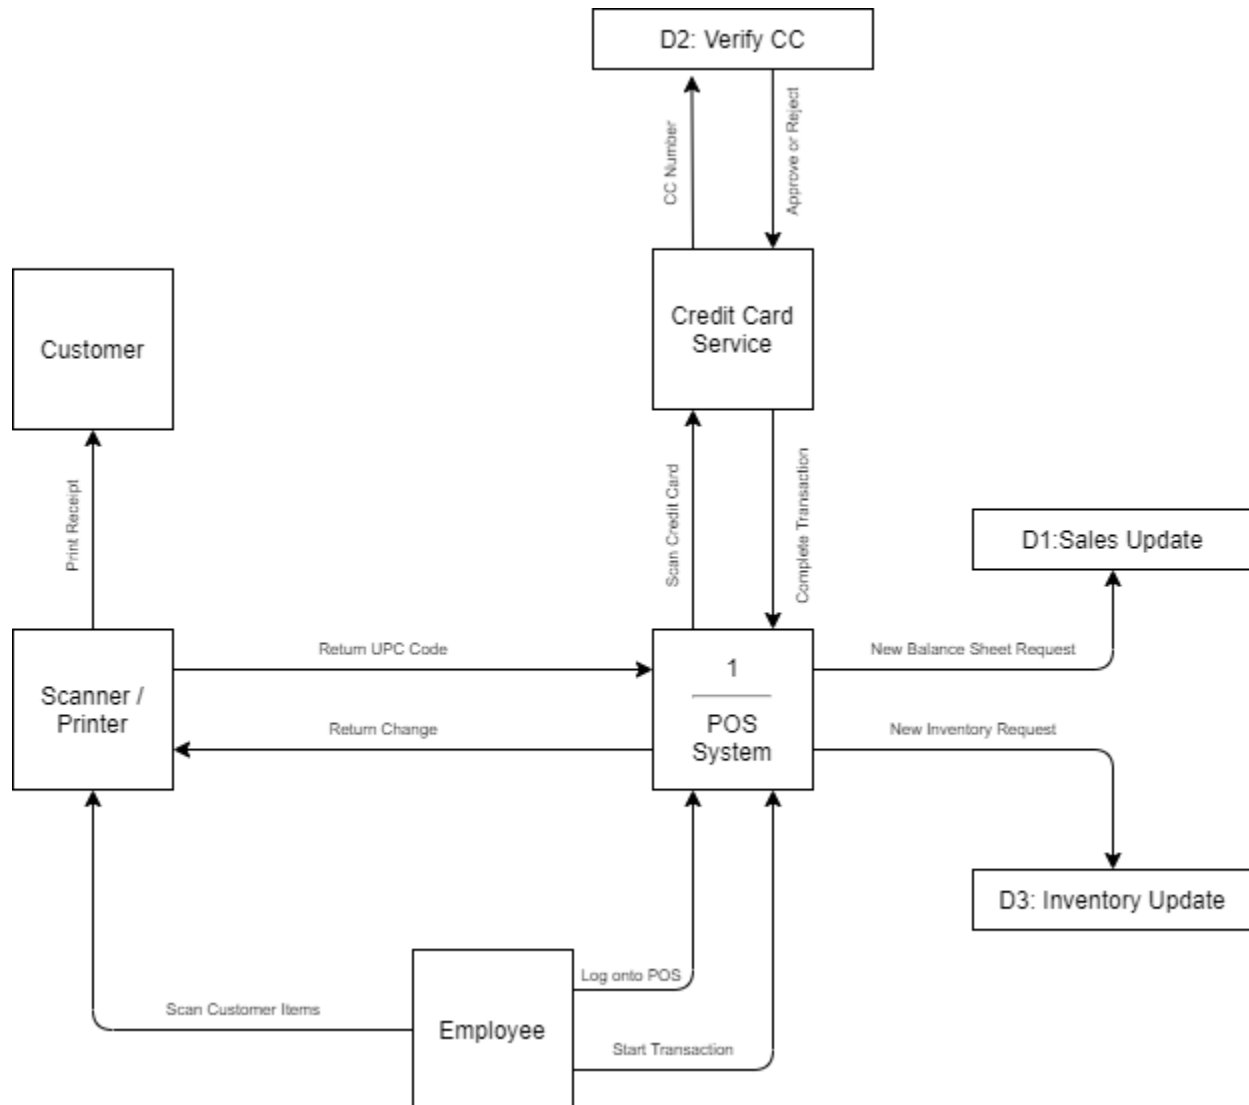 D2: Verify CC
CC Number
Approve or Reject
Customer
Credit Card
Service
Print Receipt
Scan Credit Card
Complete Transaction
D1:Sales Update
Scanner /
Printer
Return UPC Code
Return Change
1
POS
System
New Balance Sheet Request
New Inventory Request
D3: Inventory Update
Scan Customer Items
Employee
Log onto POS
Start Transaction